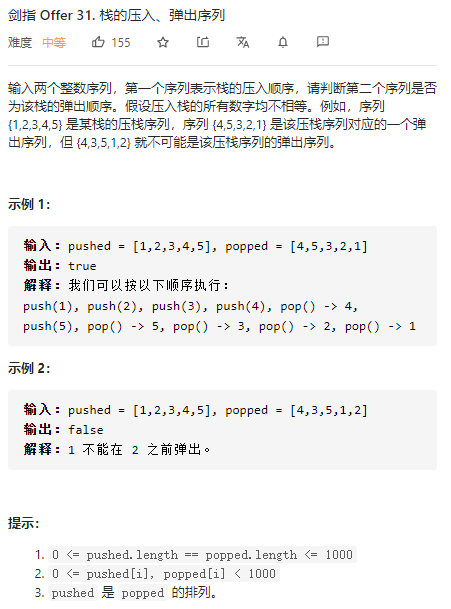 剑指 Offer 31. 栈的压入、弹出序列
难度 中等 155
输入两个整数序列，第一个序列表示栈的压入顺序，请判断第二个序列是否
为该栈的弹出顺序。假设压入栈的所有数字均不相等。例如，序列
{1,2,3,4,5} 是某栈的压栈序列，序列 {4,5,3,2,1} 是该压栈序列对应的一个弹
出序列，但 {4,3,5,1,2} 就不可能是该压栈序列的弹出序列。
示例 1：
输入：pushed = [1,2,3,4,5], popped = [4,5,3,2,1]
输出：true
解释：我们可以按以下顺序执行：
push(1), push(2), push(3), push(4), pop() -> 4,
push(5), pop() -> 5, pop() -> 3, pop() -> 2, pop() -> 1
示例 2：
输入：pushed = [1,2,3,4,5], popped = [4,3,5,1,2]
输出：false
解释：1 不能在 2 之前弹出。
提示：
1. 0 <= pushed.length == popped.length <= 1000
2. 0 <= pushed[i], popped[i] < 1000
3. pushed 是 popped 的排列。